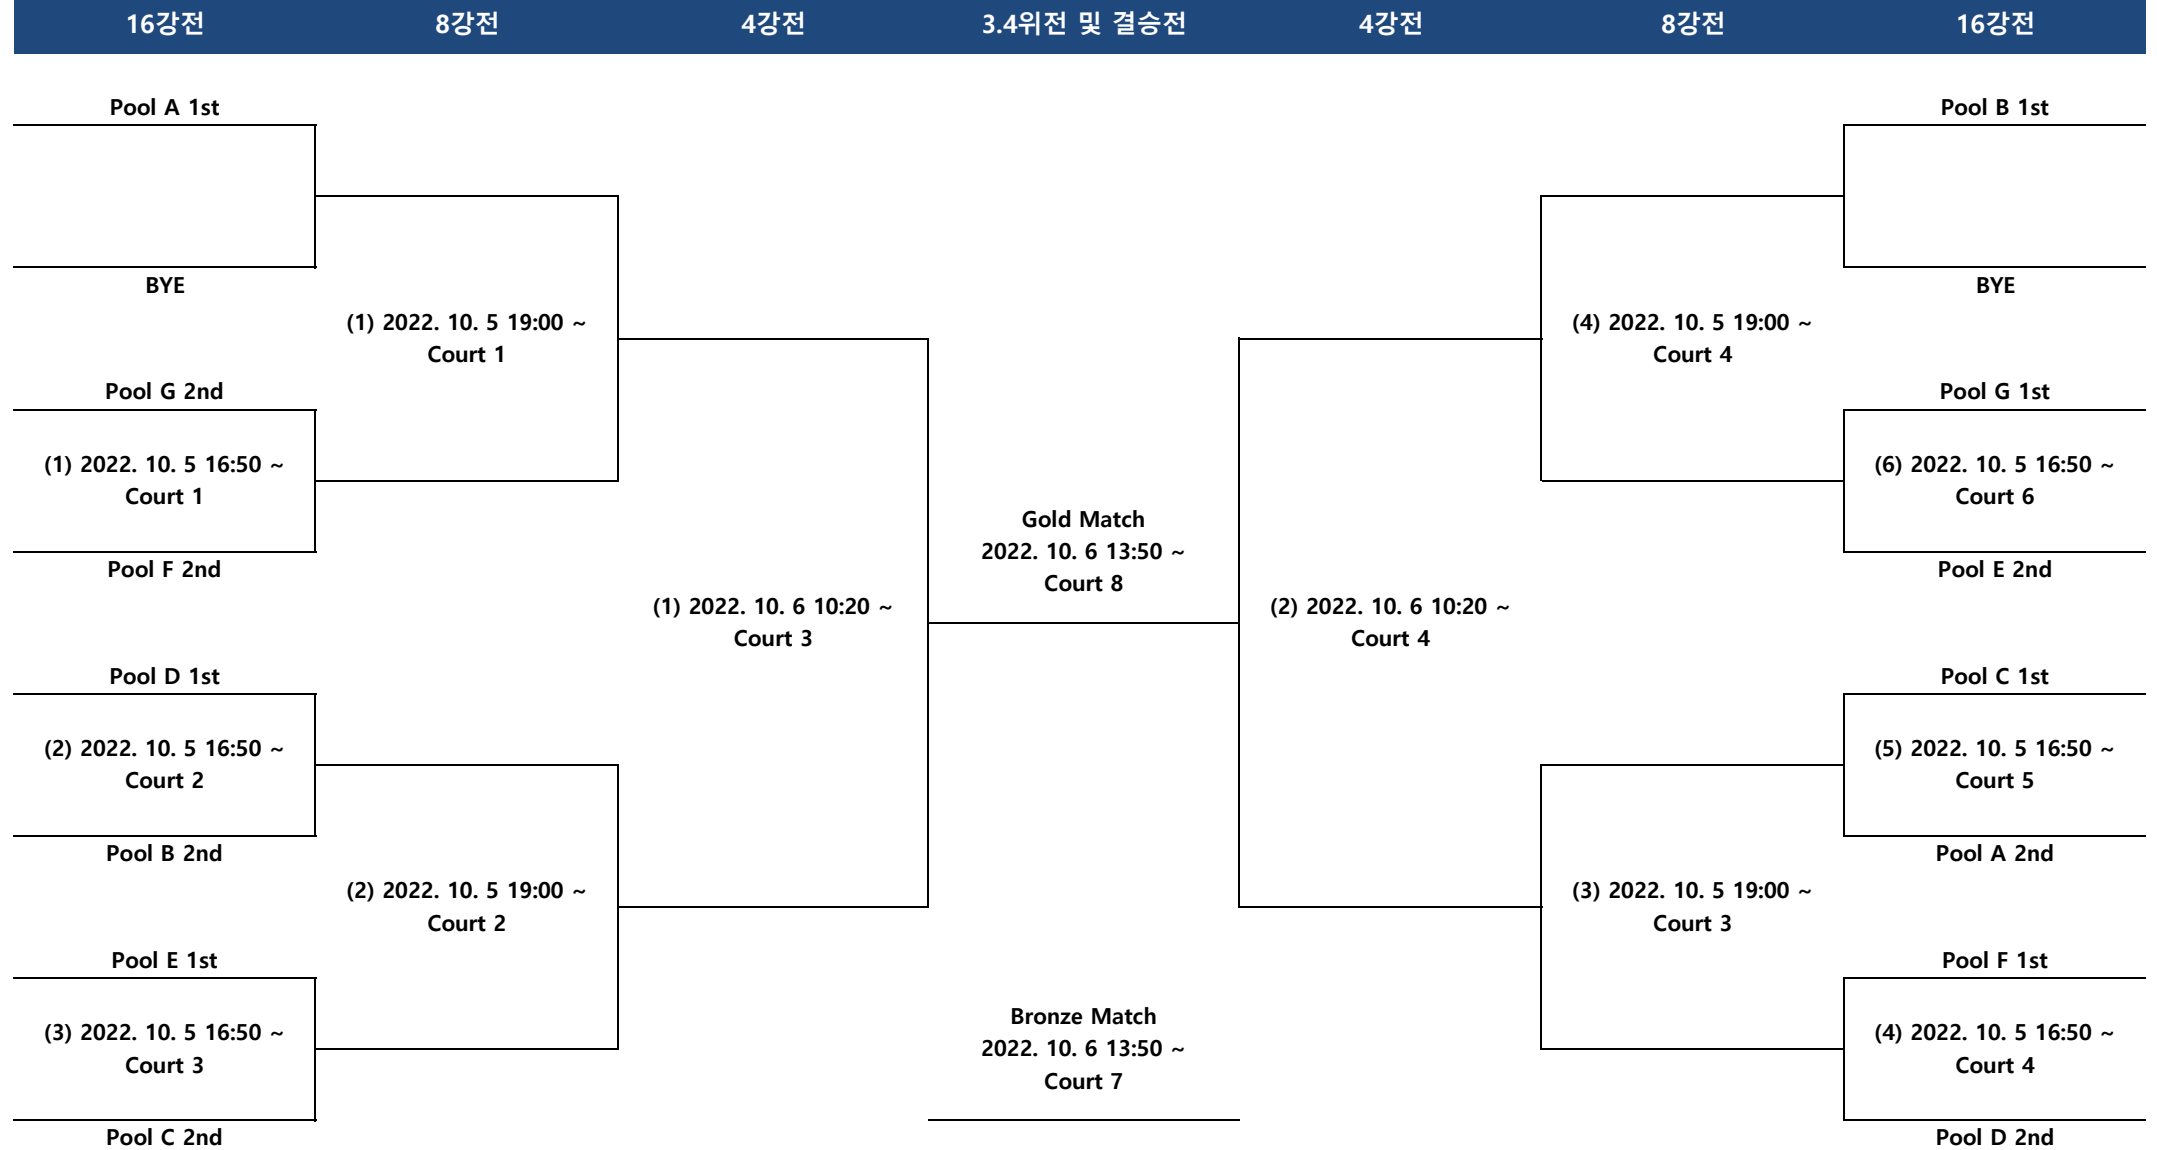 16강전 8강전 4강전 3.4위전 및 결승전 4강전 8강전 16강전
Pool A 1st
Pool B 1st
BYE
BYE
(1) 2022. 10. 5 19:00 ~
Court 1
(4) 2022. 10. 5 19:00 ~
Court 4
Pool G 2nd
Pool G 1st
(1) 2022. 10. 5 16:50 ~
Court 1
(6) 2022. 10. 5 16:50 ~
Court 6
Gold Match
2022. 10. 6 13:50 ~
Court 8
Pool F 2nd
Pool E 2nd
(1) 2022. 10. 6 10:20 ~
Court 3
(2) 2022. 10. 6 10:20 ~
Court 4
Pool D 1st
Pool C 1st
(2) 2022. 10. 5 16:50 ~
Court 2
(5) 2022. 10. 5 16:50 ~
Court 5
Pool B 2nd
Pool A 2nd
(2) 2022. 10. 5 19:00 ~
Court 2
(3) 2022. 10. 5 19:00 ~
Court 3
Pool E 1st
Pool F 1st
(3) 2022. 10. 5 16:50 ~
Court 3
Bronze Match
2022. 10. 6 13:50 ~
Court 7
(4) 2022. 10. 5 16:50 ~
Court 4
Pool C 2nd
Pool D 2nd